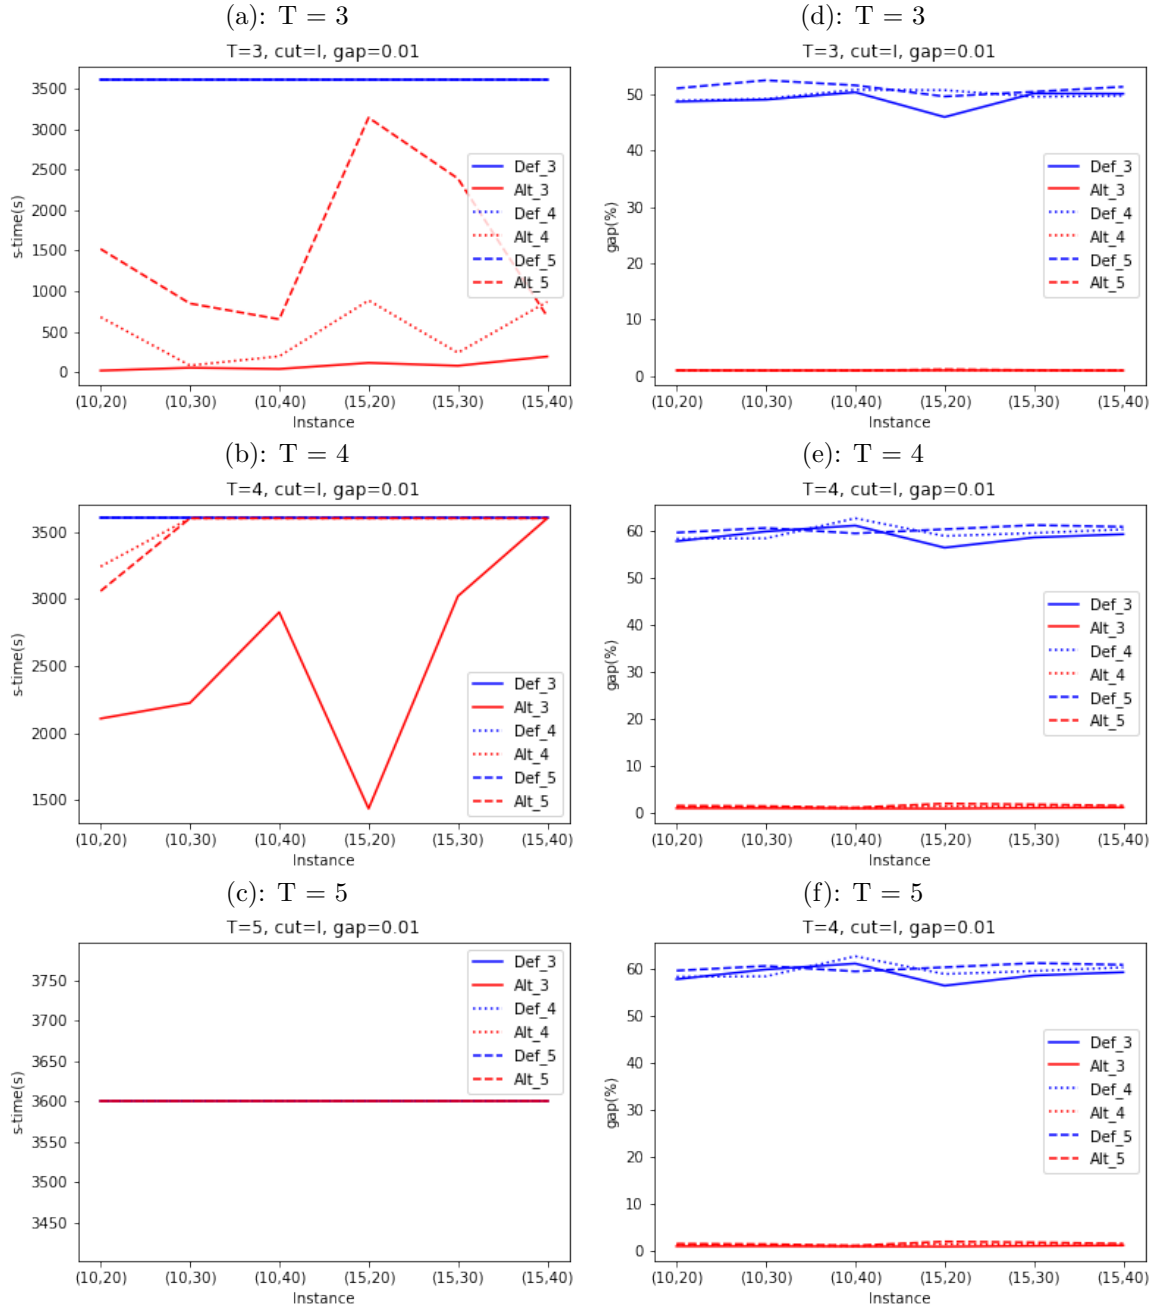 (a): T = 3
T=3, cut=I, gap=0.01
3500
3000
2500
2000
1500
1000
500
0
s-time(s)
Def_3
Alt_3
Def_4
Alt_4
Def_5
Alt_5
(10,20) (10,30) (10,40) (15,20) (15,30) (15,40)
Instance
(d): T = 3
T=3, cut=I, gap=0.01
50
40
30
20
10
0
gap(%)
Def_3
Alt_3
Def_4
Alt_4
Def_5
Alt_5
(10,20) (10,30) (10,40) (15,20) (15,30) (15,40)
Instance
(b): T = 4
T=4, cut=I, gap=0.01
3500
3000
2500
2000
1500
s-time(s)
Def_3
Alt_3
Def_4
Alt_4
Def_5
Alt_5
(10,20) (10,30) (10,40) (15,20) (15,30) (15,40)
Instance
(e): T = 4
T=4, cut=I, gap=0.01
60
50
40
30
20
10
0
gap(%)
Def_3
Alt_3
Def_4
Alt_4
Def_5
Alt_5
(10,20) (10,30) (10,40) (15,20) (15,30) (15,40)
Instance
(c): T = 5
T=5, cut=I, gap=0.01
3750
3700
3650
3600
3550
3500
3450
s-time(s)
Def_3
Alt_3
Def_4
Alt_4
Def_5
Alt_5
(10,20) (10,30) (10,40) (15,20) (15,30) (15,40)
Instance
(f): T = 5
T=4, cut=I, gap=0.01
60
50
40
30
20
10
0
gap(%)
Def_3
Alt_3
Def_4
Alt_4
Def_5
Alt_5
(10,20) (10,30) (10,40) (15,20) (15,30) (15,40)
Instance